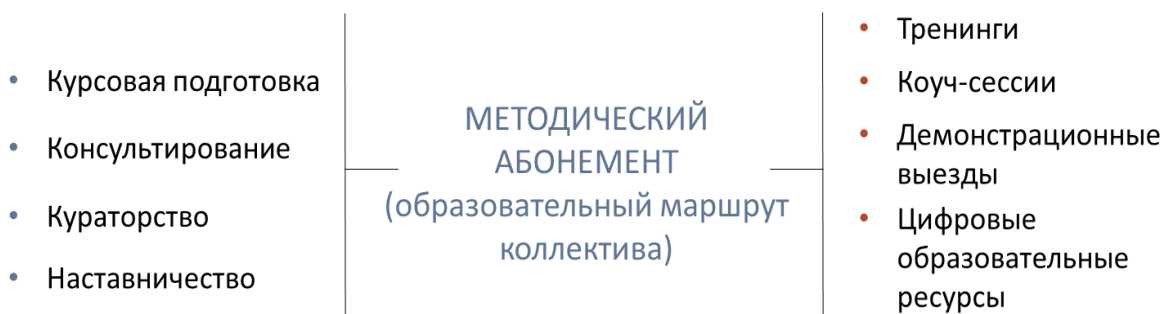 Курсовая подготовка
Консультирование
Кураторство
Наставничество
МЕТОДИЧЕСКИЙ
АБОНЕМЕНТ
(образовательный маршрут
коллектива)
Тренинги
Коуч-сессии
Демонстрационные
выезды
Цифровые
образовательные
ресурсы